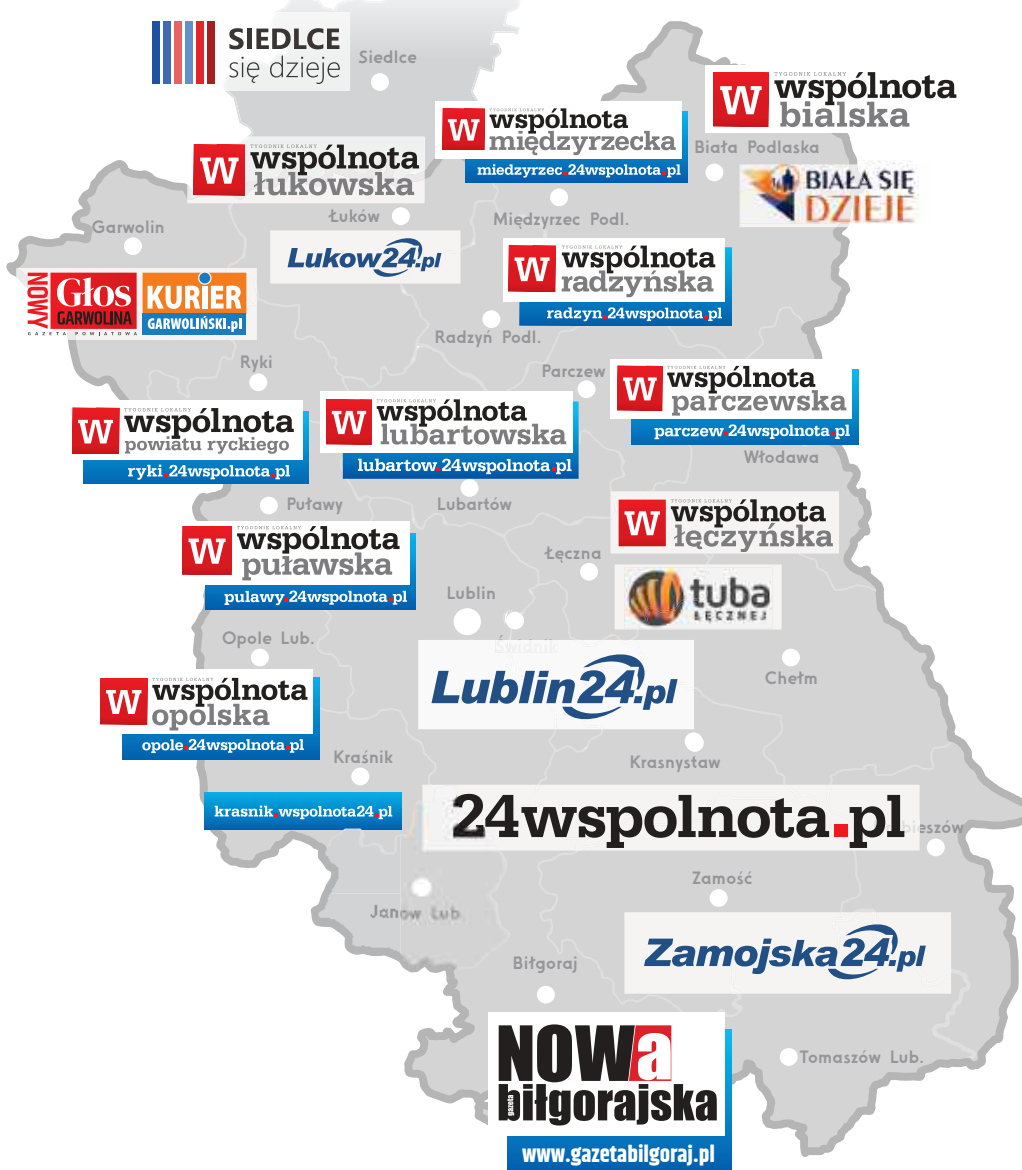 SIEDLCE
się dzieje
Siedlce
TYGODNIK LOKALNY
W wspólnota
bialska
TYGODNIK LOKALNY
W wspólnota
międzyrzecka
miedzyrzec.24wspolnota.pl
Biała Podlaska
TYGODNIK LOKALNY
W wspólnota
łukowska
BIAŁA SIĘ
DZIEJE
Łuków
Międzyrzec Podl.
Garwolin
Lukow24.pl
TYGODNIK LOKALNY
W wspólnota
radzyńska
radzyn.24wspolnota.pl
NOWY
Głos
GARWOLINA
GAZETA POWIATOWA
KURIER
GARWOLIŃSKI.pl
Radzyń Podl.
Ryki
Parczew
TYGODNIK LOKALNY
W wspólnota
parczewska
parczew.24wspolnota.pl
TYGODNIK LOKALNY
W wspólnota
powiatu ryckiego
ryki.24wspolnota.pl
TYGODNIK LOKALNY
W wspólnota
lubartowska
lubartow.24wspolnota.pl
Włodawa
Puławy
Lubartów
TYGODNIK LOKALNY
W wspólnota
łęczyńska
TYGODNIK LOKALNY
W wspólnota
puławska
pulawy.24wspolnota.pl
Łęczna
tuba
ŁĘCZNEJ
Lublin
Świdnik
Opole Lub.
Lublin24.pl
Chełm
TYGODNIK LOKALNY
W wspólnota
opolska
opole.24wspolnota.pl
Kraśnik
Krasnystaw
krasnik.wspolnota24.pl
24wspolnota.pl
bieszów
Zamość
Janow Lub.
Zamojska24.pl
Biłgoraj
NOWa
gazeta
biłgorajska
www.gazetabilgoraj.pl
Tomaszów Lub.